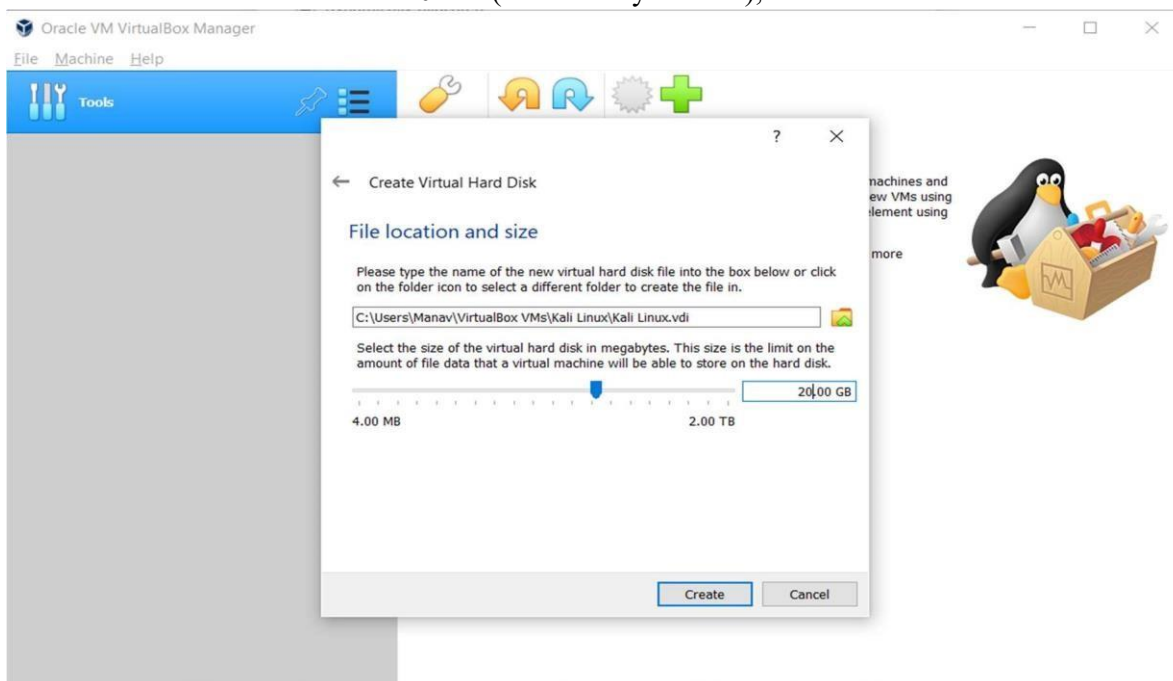 Oracle VM VirtualBox Manager
File Machine Help
Tools
?
Create Virtual Hard Disk
File location and size
Please type the name of the new virtual hard disk file into the box below or click
on the folder icon to select a different folder to create the file in.
C:\Users\Manav\VirtualBox VMs\Kali Linux\Kali Linux.vdi
Select the size of the virtual hard disk in megabytes. This size is the limit on the
amount of file data that a virtual machine will be able to store on the hard disk.
20.00 GB
4.00 MB 2.00 TB
Create Cancel
machines and
ew VMs using
element using
more